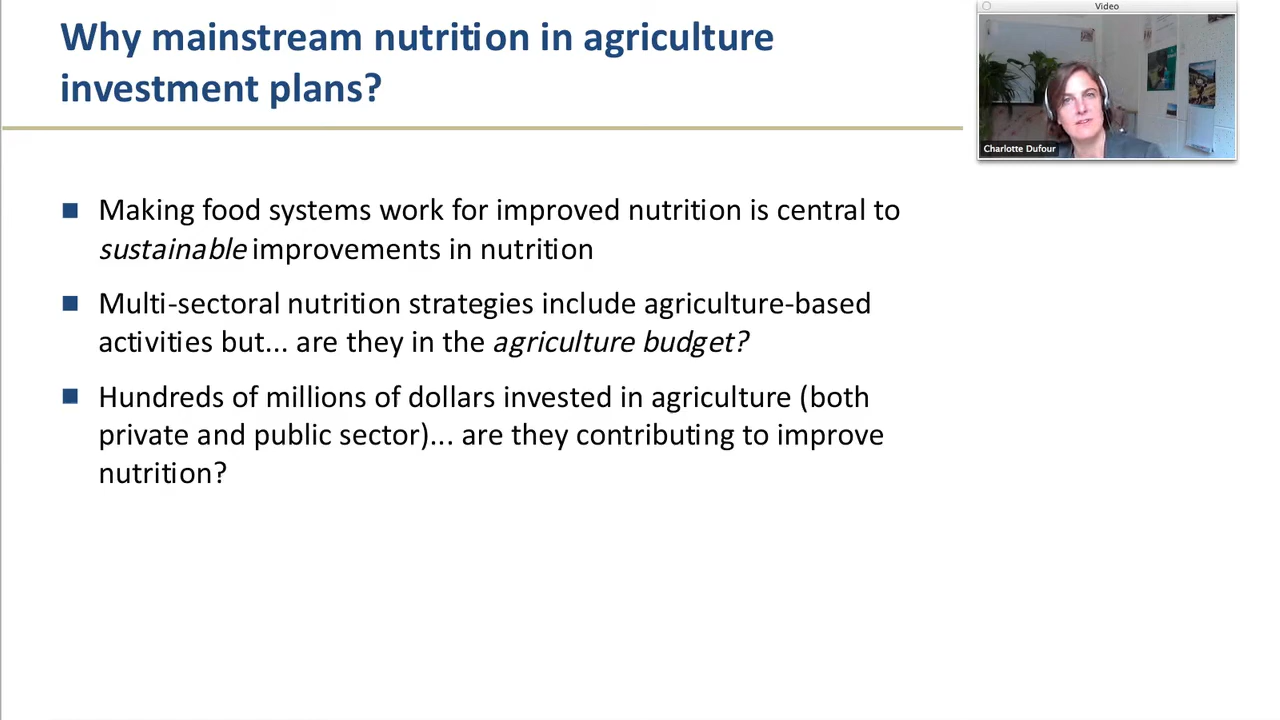 Why mainstream nutrition in agriculture
investment plans?
Video
Charlotte Dufour
Making food systems work for improved nutrition is central to
sustainable improvements in nutrition
Multi-sectoral nutrition strategies include agriculture-based
activities but... are they in the agriculture budget?
Hundreds of millions of dollars invested in agriculture (both
private and public sector)... are they contributing to improve
nutrition?